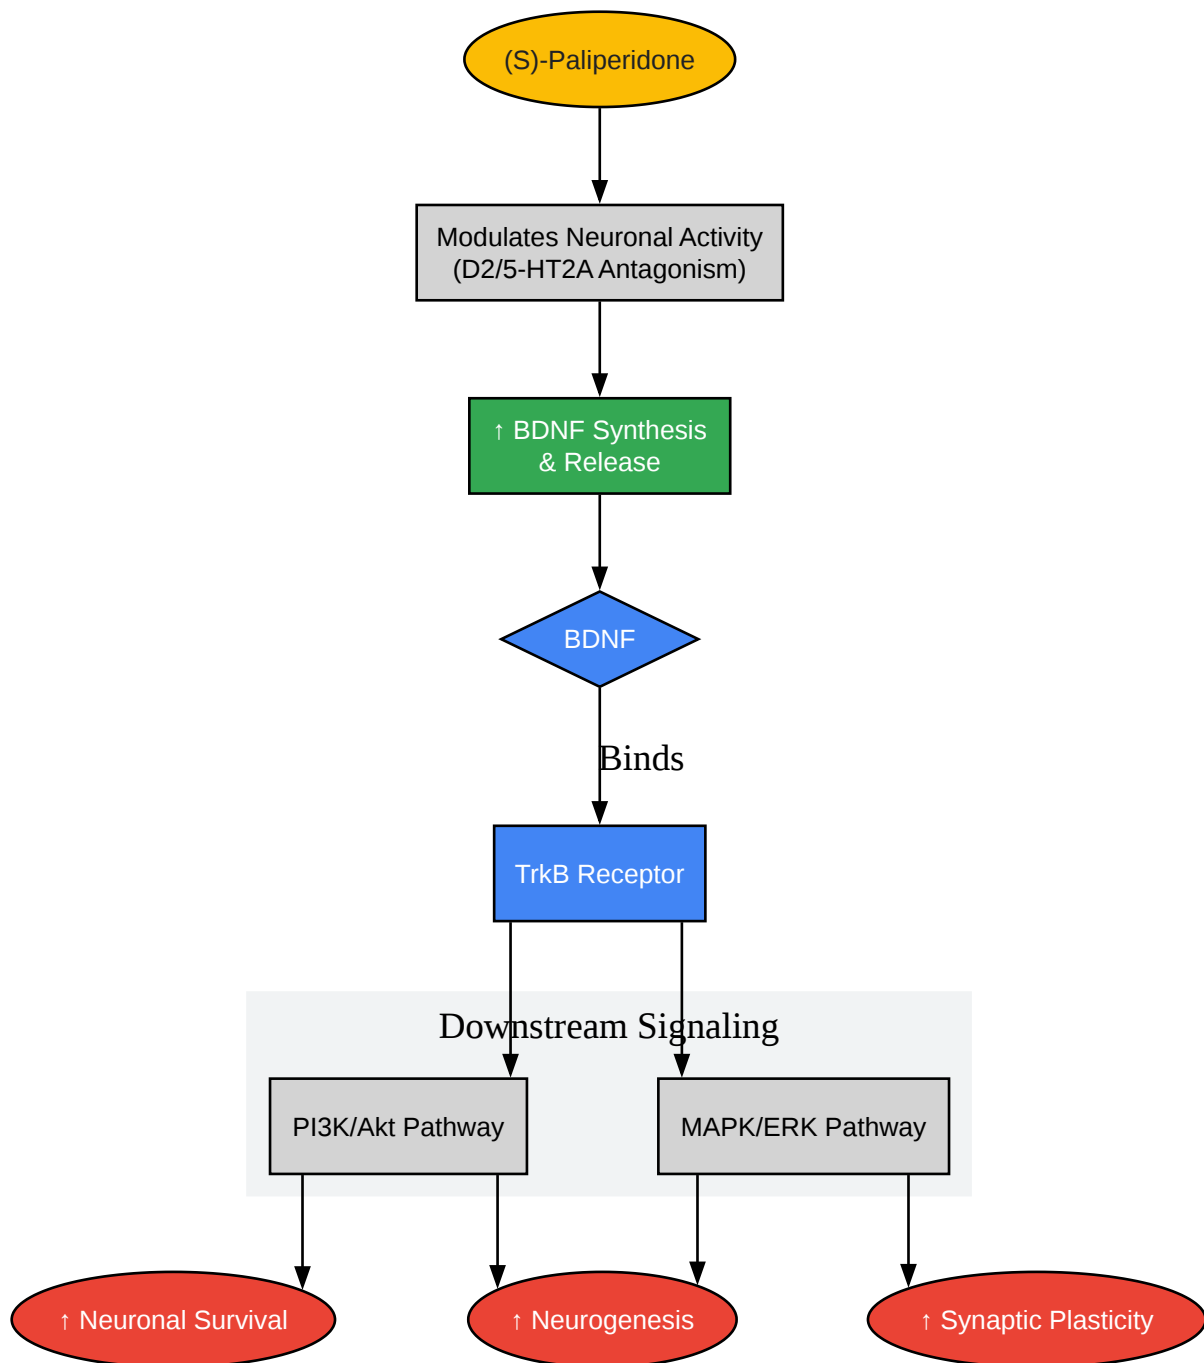 (S)-Paliperidone
Modulates Neuronal Activity
(D2/5-HT2A Antagonism)
↑ BDNF Synthesis
& Release
BDNF
Binds
TrkB Receptor
Downstream Signaling
PI3K/Akt Pathway
MAPK/ERK Pathway
↑ Neuronal Survival
↑ Neurogenesis
↑ Synaptic Plasticity